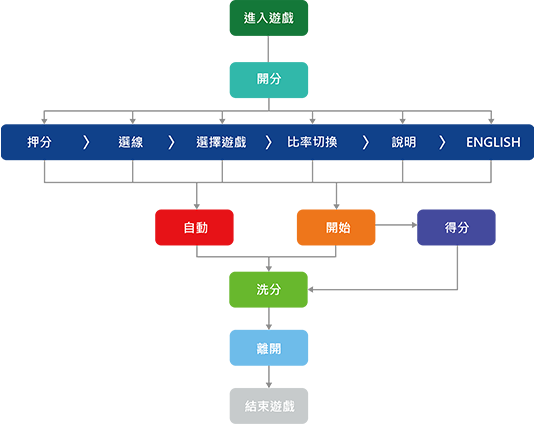 進入遊戲
開分
押分 〉 選線 〉 選擇遊戲 〉 比率切換 〉 說明 〉 ENGLISH
自動 開始 得分
洗分
離開
結束遊戲